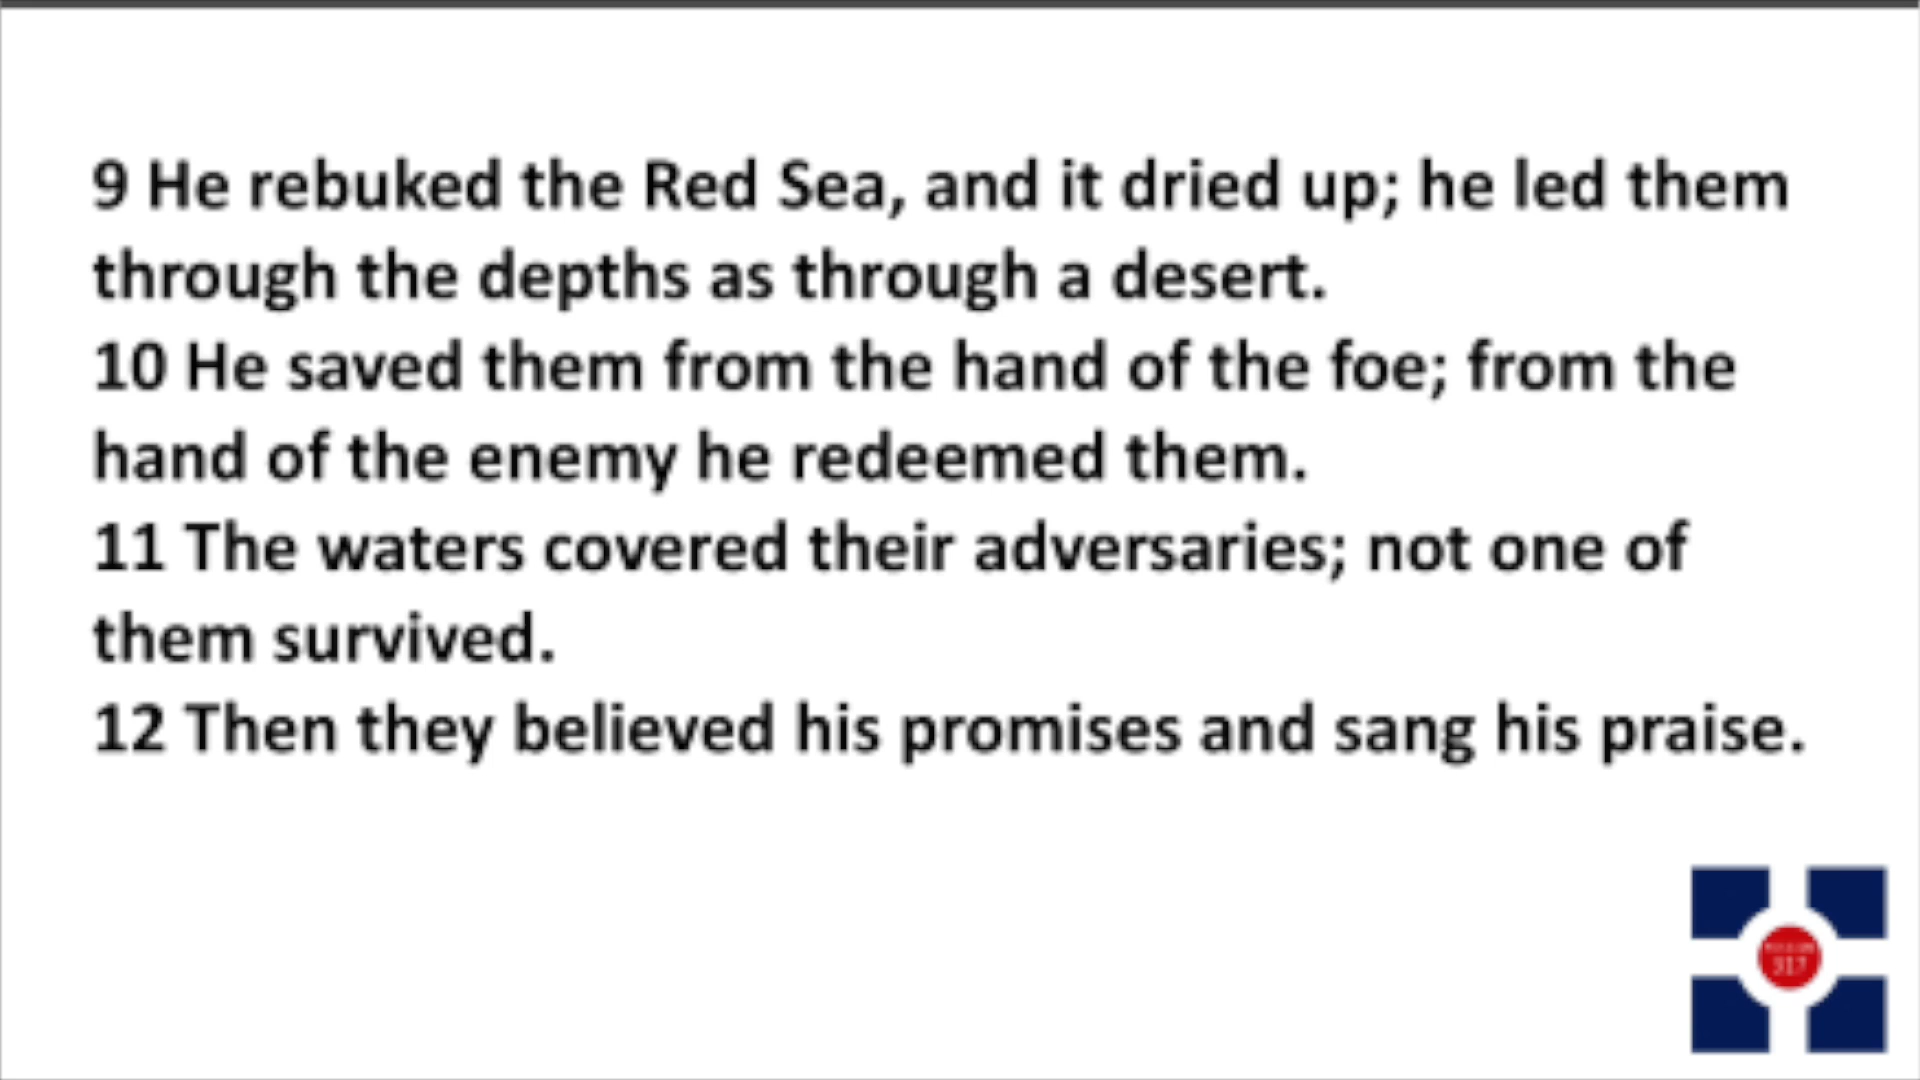 9 He rebuked the Red Sea, and it dried up; he led them
through the depths as through a desert.
10 He saved them from the hand of the foe; from the
hand of the enemy he redeemed them.
11 The waters covered their adversaries; not one of
them survived.
12 Then they believed his promises and sang his praise.
317